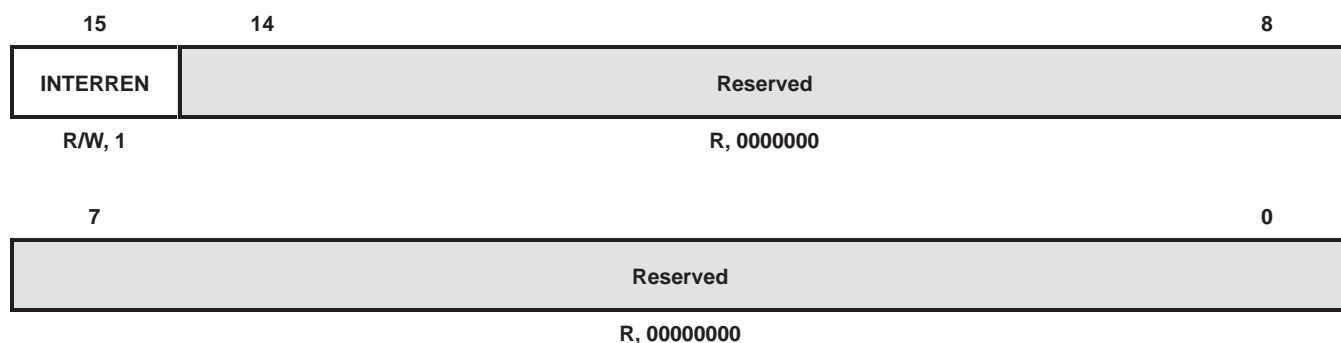 15 14 8
INTERREN Reserved
R/W, 1 R, 0000000
7 0
Reserved
R, 00000000